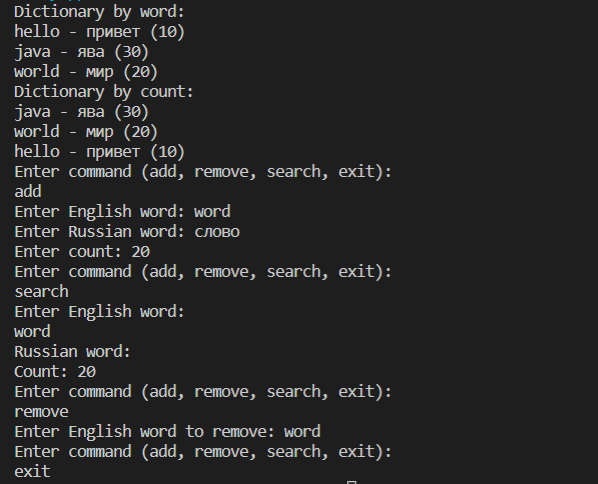 Dictionary by word:
hello - привет (10)
java - ява (30)
world - мир (20)
Dictionary by count:
java - ява (30)
world - мир (20)
hello - привет (10)
Enter command (add, remove, search, exit):
add
Enter English word: word
Enter Russian word: слово
Enter count: 20
Enter command (add, remove, search, exit):
search
Enter English word:
word
Russian word:
Count: 20
Enter command (add, remove, search, exit):
remove
Enter English word to remove: word
Enter command (add, remove, search, exit):
exit